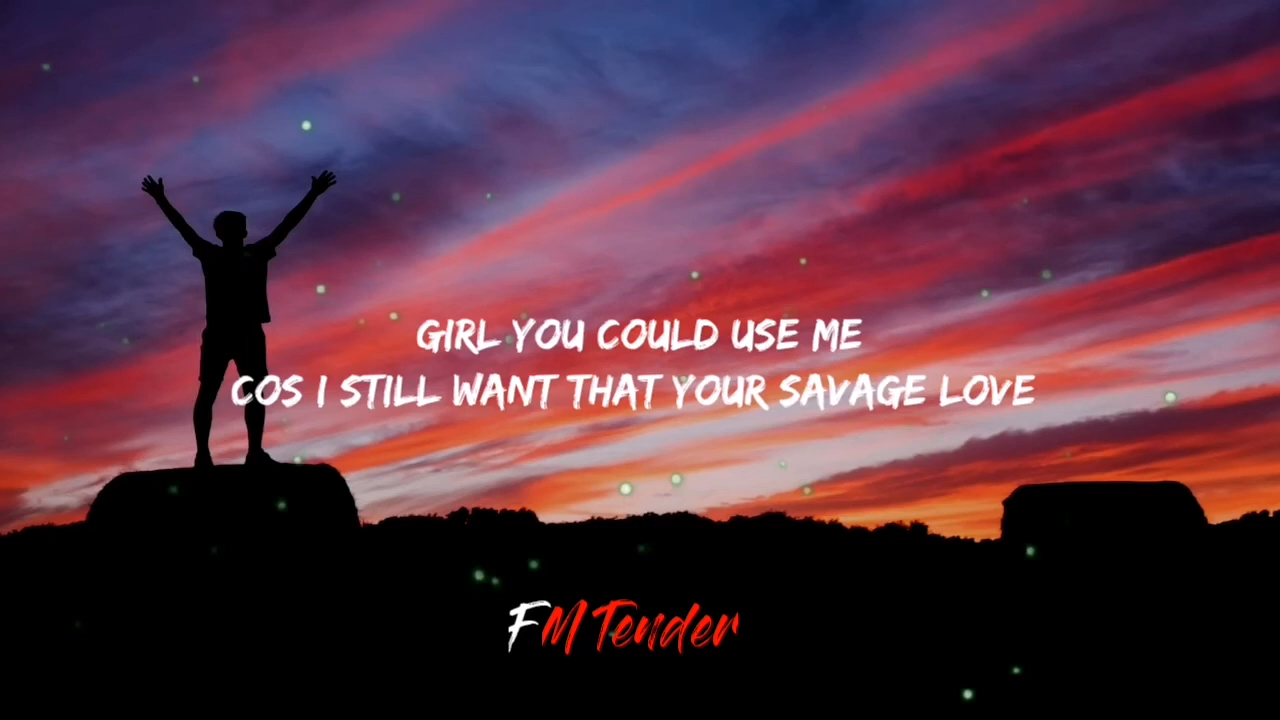 GIRL YOU COULD USE ME
COS I STILL WANT THAT YOUR SAVAGE LOVE
FM Tender